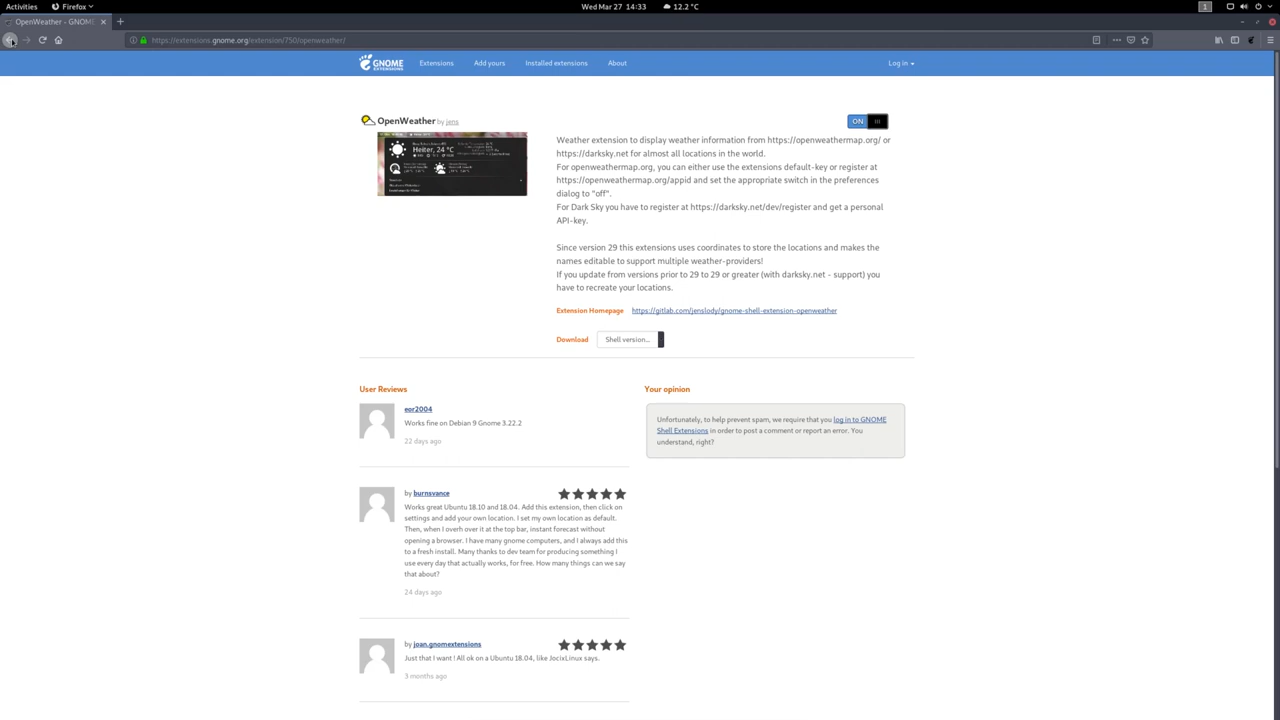 Activities Firefox Wed Mar 27 14:33 12.2 °C 1
OpenWeather - GNOME
https://extensions.gnome.org/extension/750/openweather/
GNOME EXTENSIONS Extensions Add yours Installed extensions About Log in
OpenWeather by jens ON
Heiter, 24 °C
Weather extension to display weather information from https://openweathermap.org/ or
https://darksky.net for almost all locations in the world.
For openweathermap.org, you can either use the extensions default-key or register at
https://openweathermap.org/appid and set the appropriate switch in the preferences
dialog to "off".
For Dark Sky you have to register at https://darksky.net/dev/register and get a personal
API-key.
Since version 29 this extensions uses coordinates to store the locations and makes the
names editable to support multiple weather-providers!
If you update from versions prior to 29 to 29 or greater (with darksky.net - support) you
have to recreate your locations.
Extension Homepage https://gitlab.com/jenslody/gnome-shell-extension-openweather
Download Shell version...
User Reviews
eor2004
Works fine on Debian 9 Gnome 3.22.2
22 days ago
by burnsvance
Works great Ubuntu 18.10 and 18.04. Add this extension, then click on
settings and add your own location. I set my own location as default.
Then, when I overh over it at the top bar, instant forecast without
opening a browser. I have many gnome computers, and I always add this
to a fresh install. Many thanks to dev team for producing something I
use every day that actually works, for free. How many things can we say
that about?
24 days ago
by joan.gnomextensions
Just that I want ! All ok on a Ubuntu 18.04, like JocixLinux says.
3 months ago
Your opinion
Unfortunately, to help prevent spam, we require that you log in to GNOME
Shell Extensions in order to post a comment or report an error. You
understand, right?